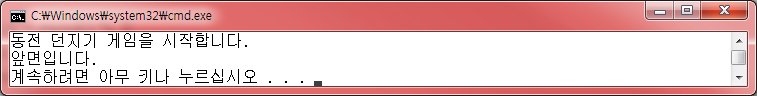 C:₩Windows₩system32₩cmd.exe
동전 던지기 게임을 시작합니다.
앞면입니다.
계속하려면 아무 키나 누르십시오 . . .